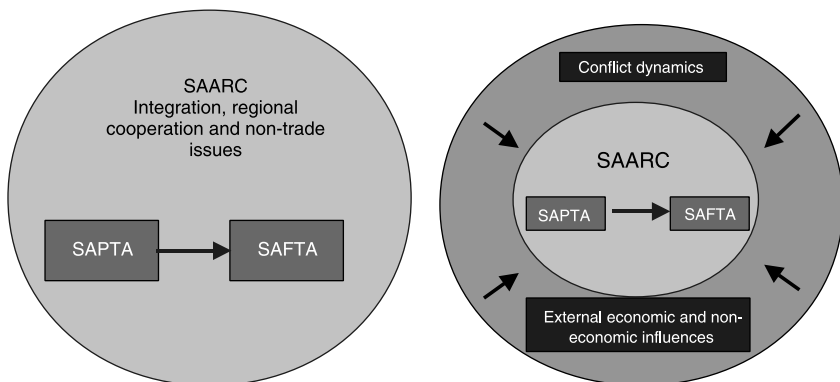 SAARC
Integration, regional
cooperation and non-trade
issues
SAPTA
SAFTA
Conflict dynamics
SAARC
SAPTA
SAFTA
External economic and non-
economic influences